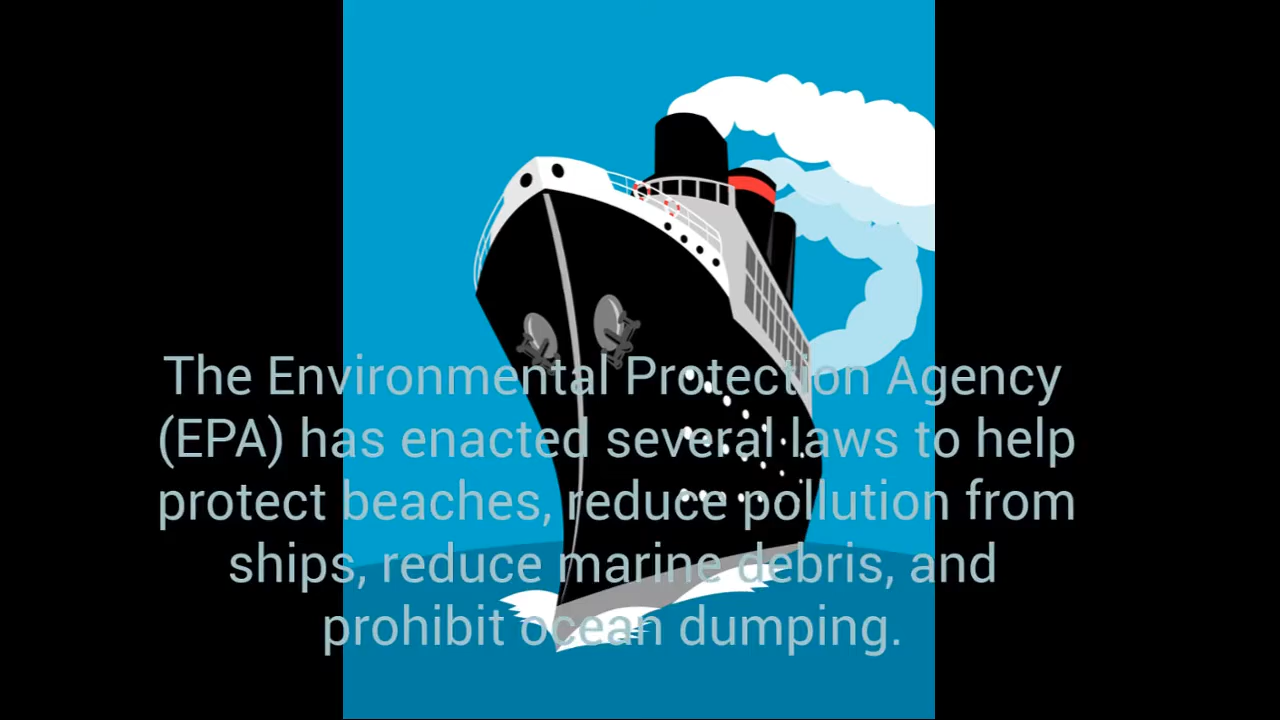 The Environmental Protection Agency
(EPA) has enacted several laws to help
protect beaches, reduce pollution from
ships, reduce marine debris, and
prohibit ocean dumping.